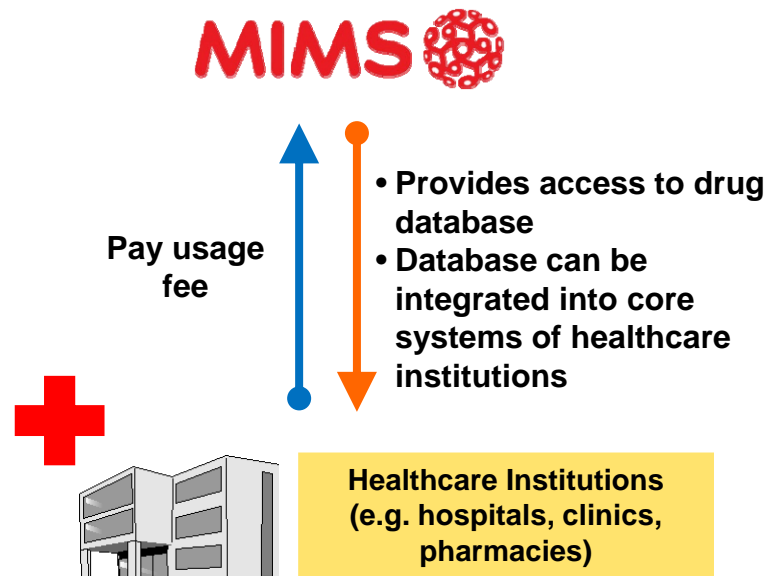 MIMS
• Provides access to drug
database
• Database can be
integrated into core
systems of healthcare
institutions
Pay usage
fee
Healthcare Institutions
(e.g. hospitals, clinics,
pharmacies)